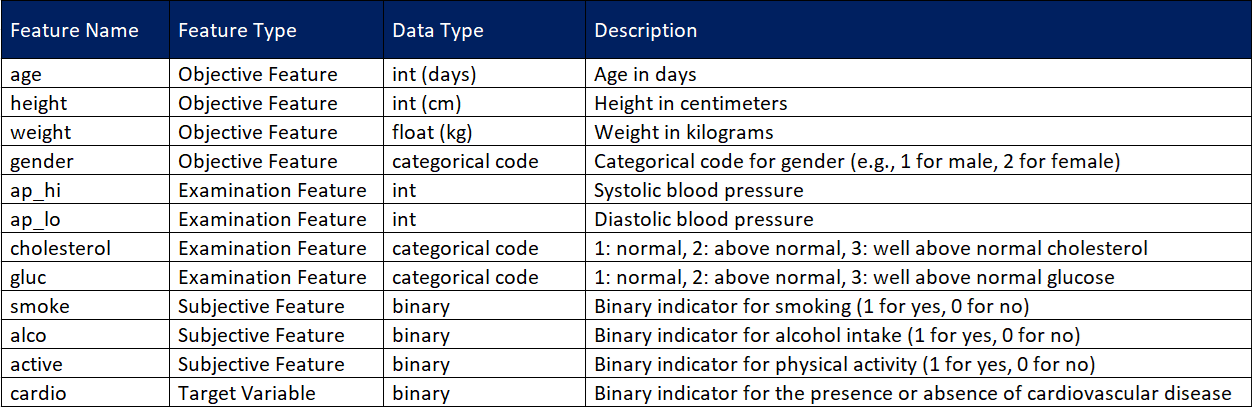 Feature Name Feature Type Data Type Description
age Objective Feature int (days) Age in days
height Objective Feature int (cm) Height in centimeters
weight Objective Feature float (kg) Weight in kilograms
gender Objective Feature categorical code Categorical code for gender (e.g., 1 for male, 2 for female)
ap_hi Examination Feature int Systolic blood pressure
ap_lo Examination Feature int Diastolic blood pressure
cholesterol Examination Feature categorical code 1: normal, 2: above normal, 3: well above normal cholesterol
gluc Examination Feature categorical code 1: normal, 2: above normal, 3: well above normal glucose
smoke Subjective Feature binary Binary indicator for smoking (1 for yes, 0 for no)
alco Subjective Feature binary Binary indicator for alcohol intake (1 for yes, 0 for no)
active Subjective Feature binary Binary indicator for physical activity (1 for yes, 0 for no)
cardio Target Variable binary Binary indicator for the presence or absence of cardiovascular disease